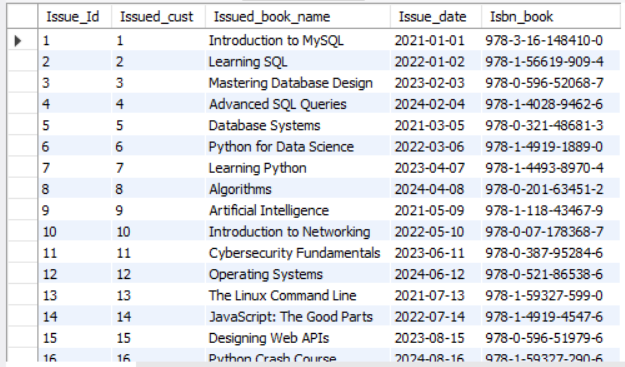 Issue_Id Issued_cust Issued_book_name Issue_date Isbn_book
1 1 Introduction to MySQL 2021-01-01 978-3-16-148410-0
2 2 Learning SQL 2022-01-02 978-1-56619-909-4
3 3 Mastering Database Design 2023-02-03 978-0-596-52068-7
4 4 Advanced SQL Queries 2024-02-04 978-1-4028-9462-6
5 5 Database Systems 2021-03-05 978-0-321-48681-3
6 6 Python for Data Science 2022-03-06 978-1-4919-1889-0
7 7 Learning Python 2023-04-07 978-1-4493-8970-4
8 8 Algorithms 2024-04-08 978-0-201-63451-2
9 9 Artificial Intelligence 2021-05-09 978-1-118-43467-9
10 10 Introduction to Networking 2022-05-10 978-0-07-178368-7
11 11 Cybersecurity Fundamentals 2023-06-11 978-0-387-95284-6
12 12 Operating Systems 2024-06-12 978-0-521-86538-6
13 13 The Linux Command Line 2021-07-13 978-1-59327-599-0
14 14 JavaScript: The Good Parts 2022-07-14 978-1-4919-4547-6
15 15 Designing Web APIs 2023-08-15 978-0-596-51979-6
16 16 Python Crash Course 2024-08-16 978-1-59327-290-6